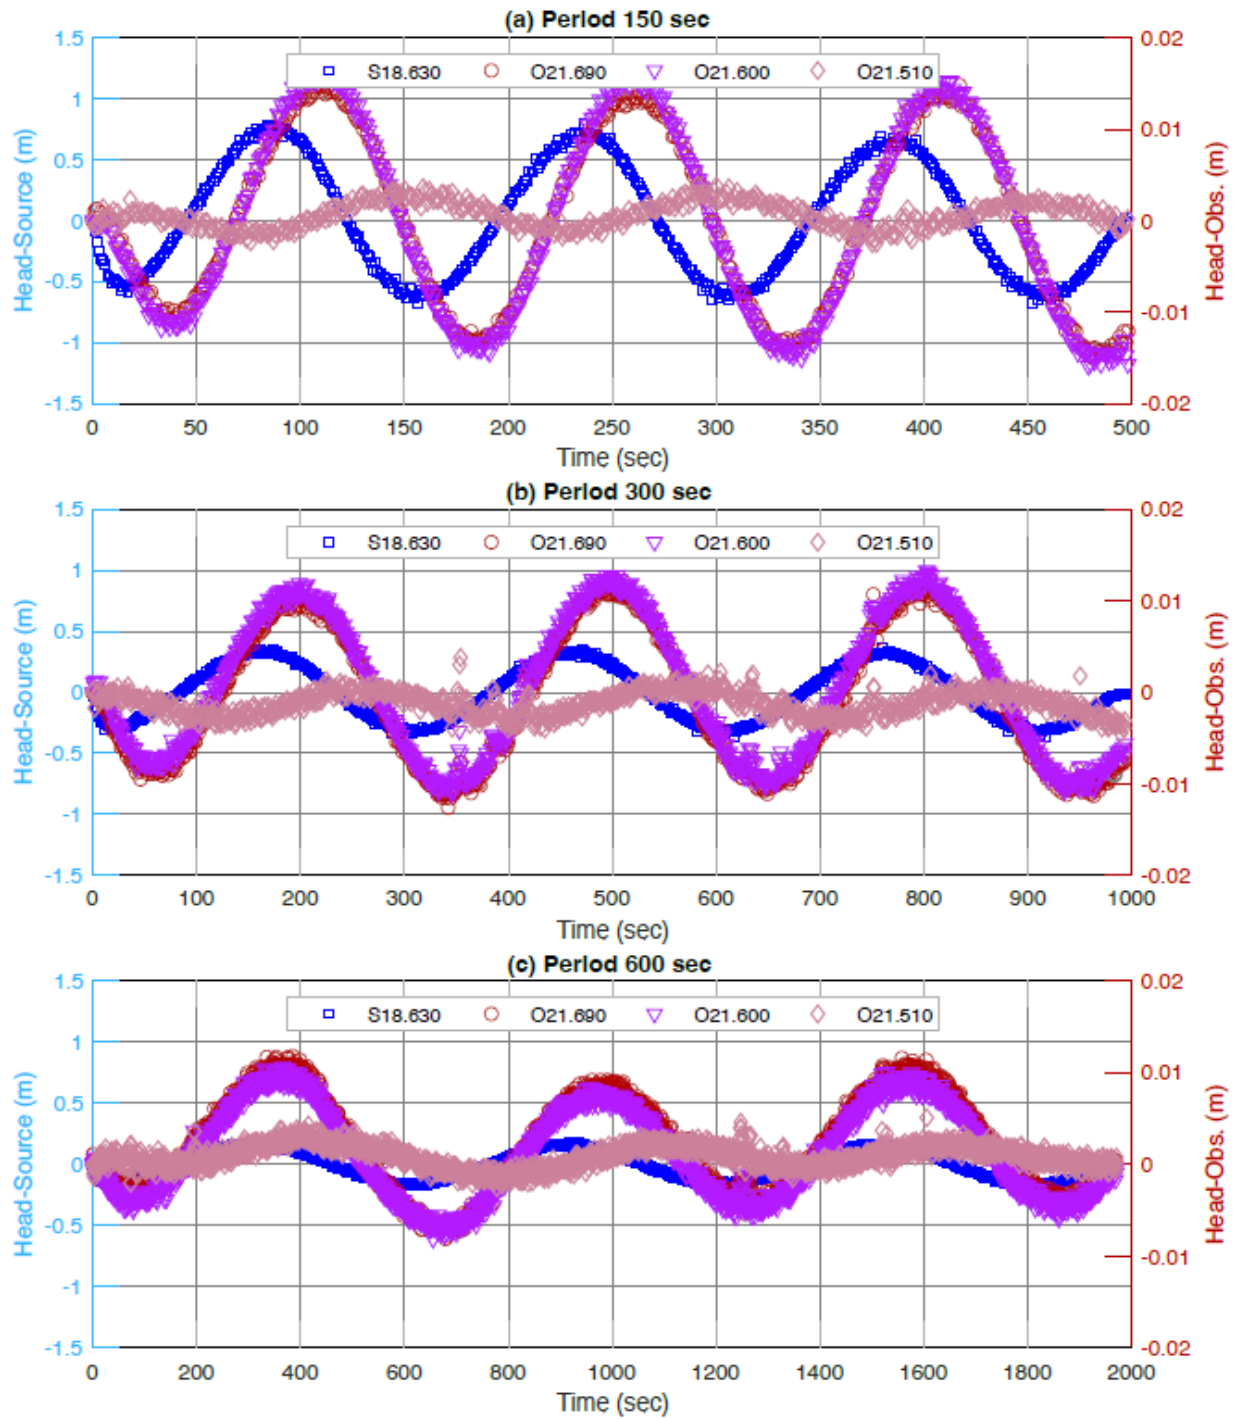 (a) Period 150 sec
1.5
1
0.5
0
-0.5
-1
-1.5
Head-Source (m)
S18.630 O21.690 O21.600 O21.510
0.02
0.01
0
-0.01
-0.02
Head-Obs. (m)
0 50 100 150 200 250 300 350 400 450 500
Time (sec)
(b) Period 300 sec
1.5
1
0.5
0
-0.5
-1
-1.5
Head-Source (m)
S18.630 O21.690 O21.600 O21.510
0.02
0.01
0
-0.01
-0.02
Head-Obs. (m)
0 100 200 300 400 500 600 700 800 900 1000
Time (sec)
(c) Period 600 sec
1.5
1
0.5
0
-0.5
-1
-1.5
Head-Source (m)
S18.630 O21.690 O21.600 O21.510
0.02
0.01
0
-0.01
-0.02
Head-Obs. (m)
0 200 400 600 800 1000 1200 1400 1600 1800 2000
Time (sec)